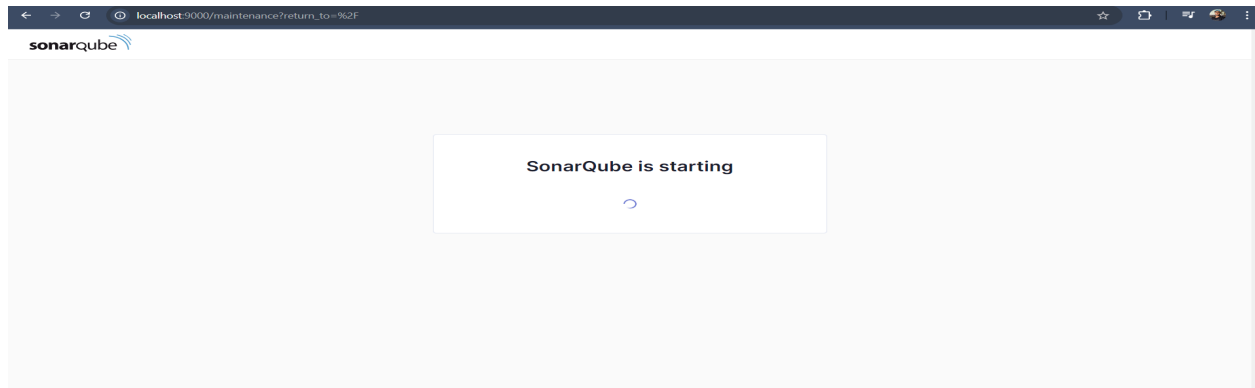 localhost:9000/maintenance?return_to=%2F
sonarqube
SonarQube is starting